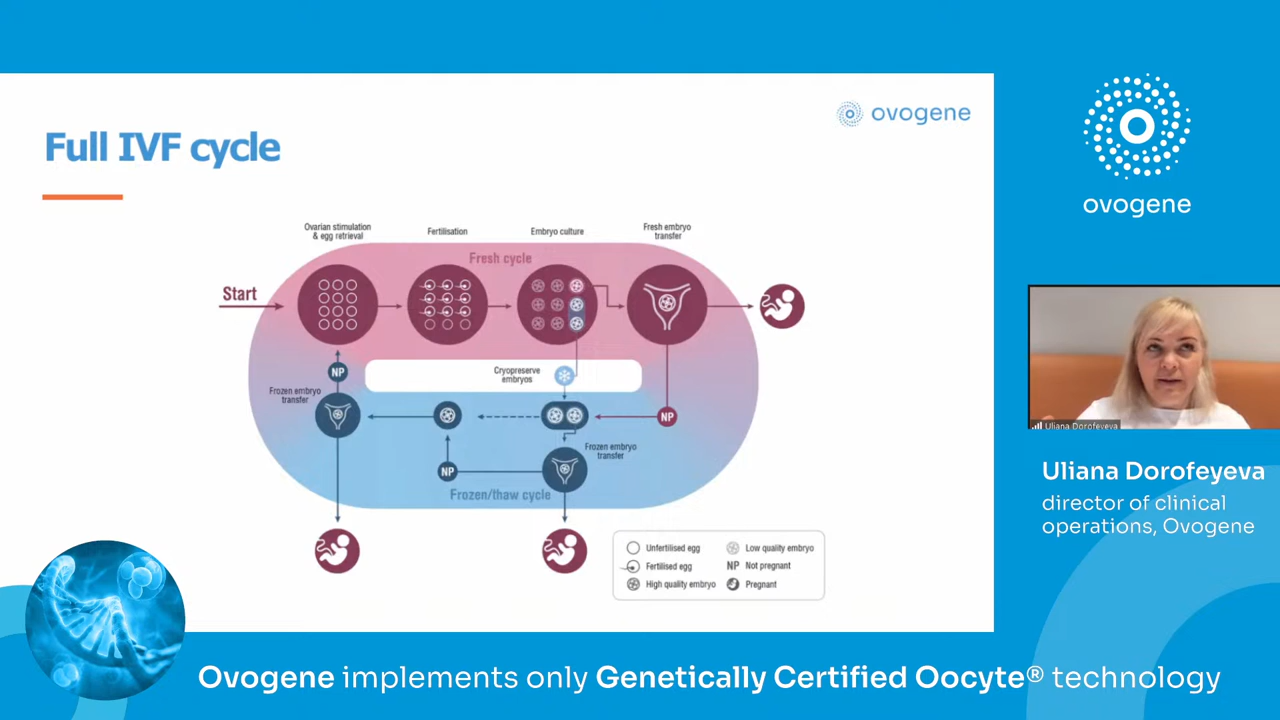 Full IVF cycle
ovogene
Ovarian stimulation
& egg retrieval
Fertilisation
Embryo culture
Fresh embryo
transfer
Fresh cycle
Start
NP
Cryopreserve
embryos
Frozen embryo
transfer
NP
Frozen embryo
transfer
NP
Frozen/thaw cycle
Unfertilised egg
Low quality embryo
Fertilised egg
NP Not pregnant
High quality embryo
Pregnant
ovogene
Uliana Dorofeyeva
Uliana Dorofeyeva
director of clinical
operations, Ovogene
Ovogene implements only Genetically Certified Oocyte® technology